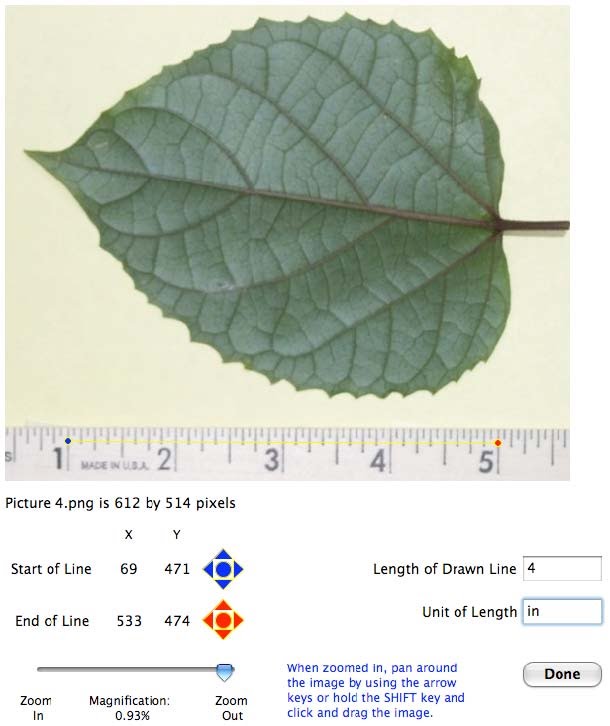 s 1 MADE IN U.S.A. 2 3 4 5
Picture 4.png is 612 by 514 pixels
X Y
Start of Line 69 471
Length of Drawn Line 4
End of Line 533 474
Unit of Length in
Zoom In
Magnification: 0.93%
Zoom Out
When zoomed in, pan around
the image by using the arrow
keys or hold the SHIFT key and
click and drag the image.
Done